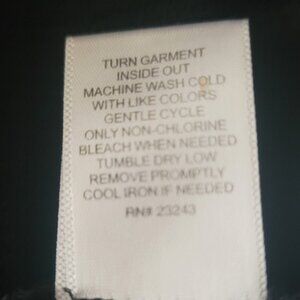 TURN GARMENT
INSIDE OUT
MACHINE WASH COLD
WITH LIKE COLORS
GENTLE CYCLE
ONLY NON-CHLORINE
BLEACH WHEN NEEDED
TUMBLE DRY LOW
REMOVE PROMPTLY
COOL IRON IF NEEDED
RN# 23243